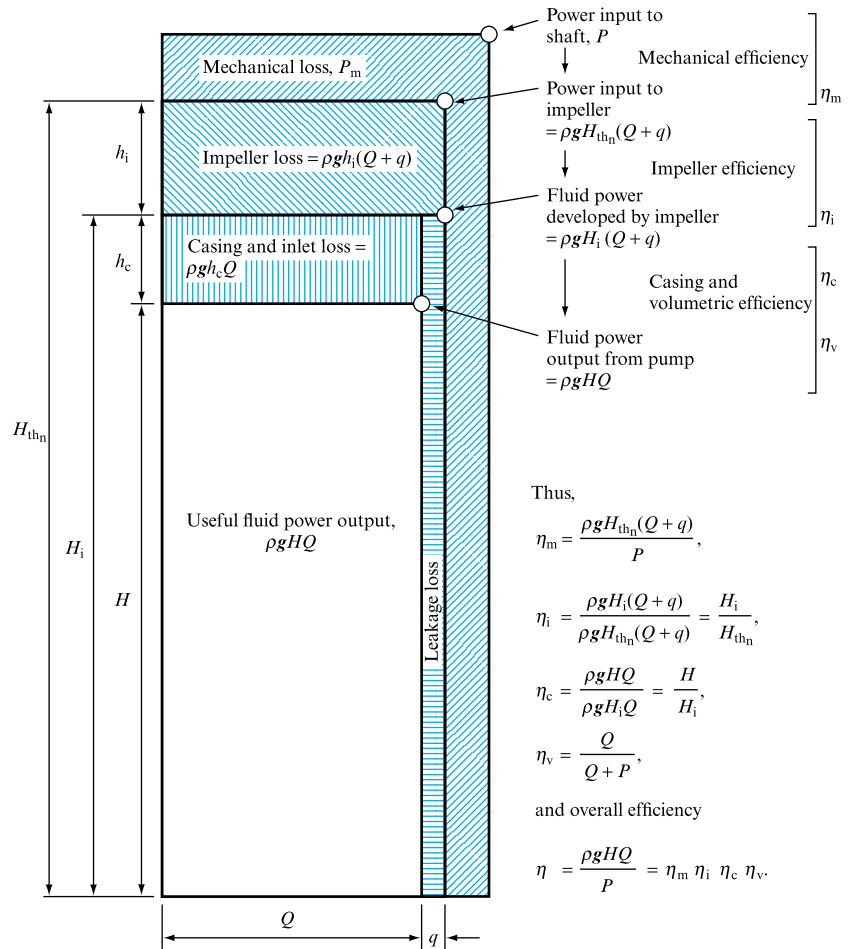 Power input to
shaft, P
Mechanical efficiency
Mechanical loss, Pm
ηm
Power input to
impeller
= ρgHthn(Q + q)
hi
Impeller loss = ρghi(Q + q)
Impeller efficiency
Fluid power
developed by impeller
= ρgHi (Q + q)
ηi
Casing and inlet loss =
ρghcQ
hc
Casing and
volumetric efficiency
ηc
ηv
Fluid power
output from pump
= ρgHQ
Hthn
Hi
H
Useful fluid power output,
ρgHQ
Leakage loss
Thus,
ηm = ρgHthn(Q + q) / P,
ηi = ρgHi(Q + q) / ρgHthn(Q + q) = Hi / Hthn,
ηc = ρgHQ / ρgHiQ = H / Hi,
ηv = Q / Q + P,
and overall efficiency
η = ρgHQ / P = ηm ηi ηc ηv.
Q
q